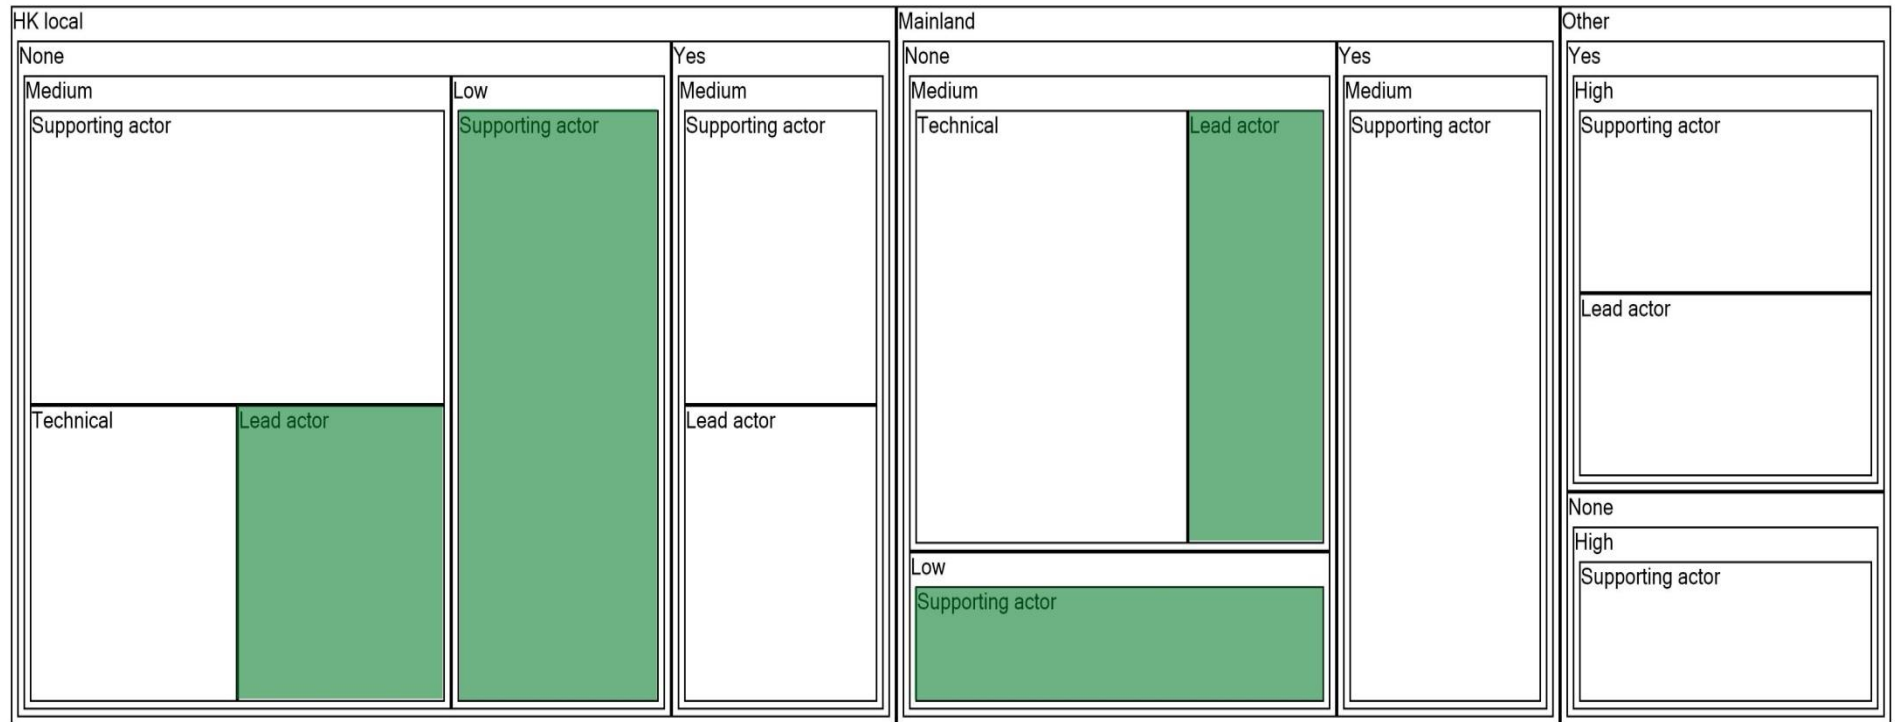 HK local
None
Medium
Supporting actor
Technical
Lead actor
Low
Supporting actor
Yes
Medium
Supporting actor
Lead actor
Mainland
None
Medium
Technical
Lead actor
Low
Supporting actor
Yes
Medium
Supporting actor
Other
Yes
High
Supporting actor
Lead actor
None
High
Supporting actor